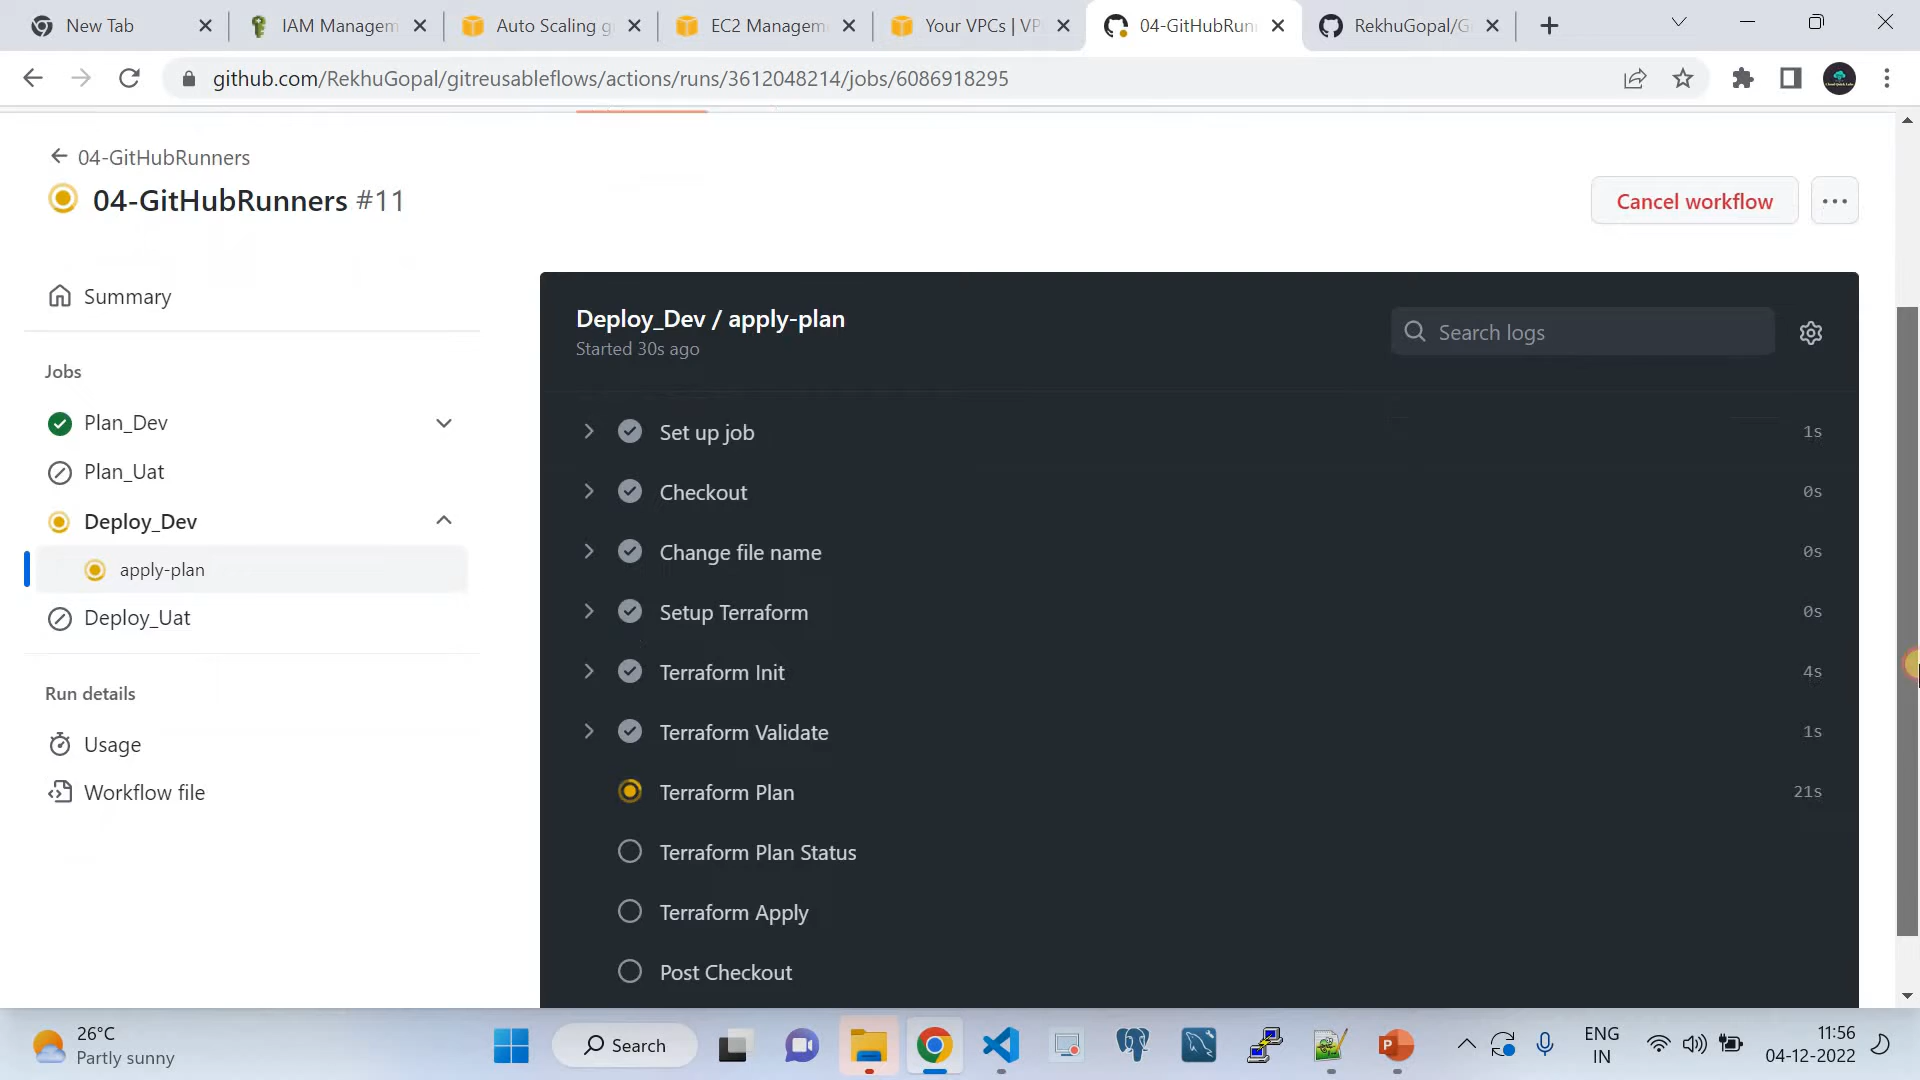 New Tab
IAM Managem
Auto Scaling g
EC2 Managem
Your VPCs | VP
04-GitHubRun
RekhuGopal/G
github.com/RekhuGopal/gitreusableflows/actions/runs/3612048214/jobs/6086918295
04-GitHubRunners
04-GitHubRunners #11
Cancel workflow
Summary
Jobs
Plan_Dev
Plan_Uat
Deploy_Dev
apply-plan
Deploy_Uat
Run details
Usage
Workflow file
Deploy_Dev / apply-plan
Started 30s ago
Search logs
Set up job 1s
Checkout 0s
Change file name 0s
Setup Terraform 0s
Terraform Init 4s
Terraform Validate 1s
Terraform Plan 21s
Terraform Plan Status
Terraform Apply
Post Checkout
26°C
Partly sunny
Search
ENG
IN
11:56
04-12-2022